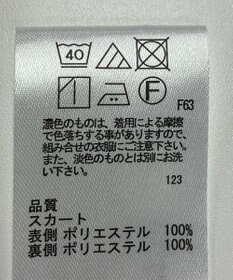 40
F
F63
濃色のものは、着用による摩擦
で色落ちする事がありますので、
組み合せの衣服にご注意下さい。
また、淡色のものとは別にお洗
い下さい。
123
品質
スカート
表側 ポリエステル 100%
裏側 ポリエステル 100%